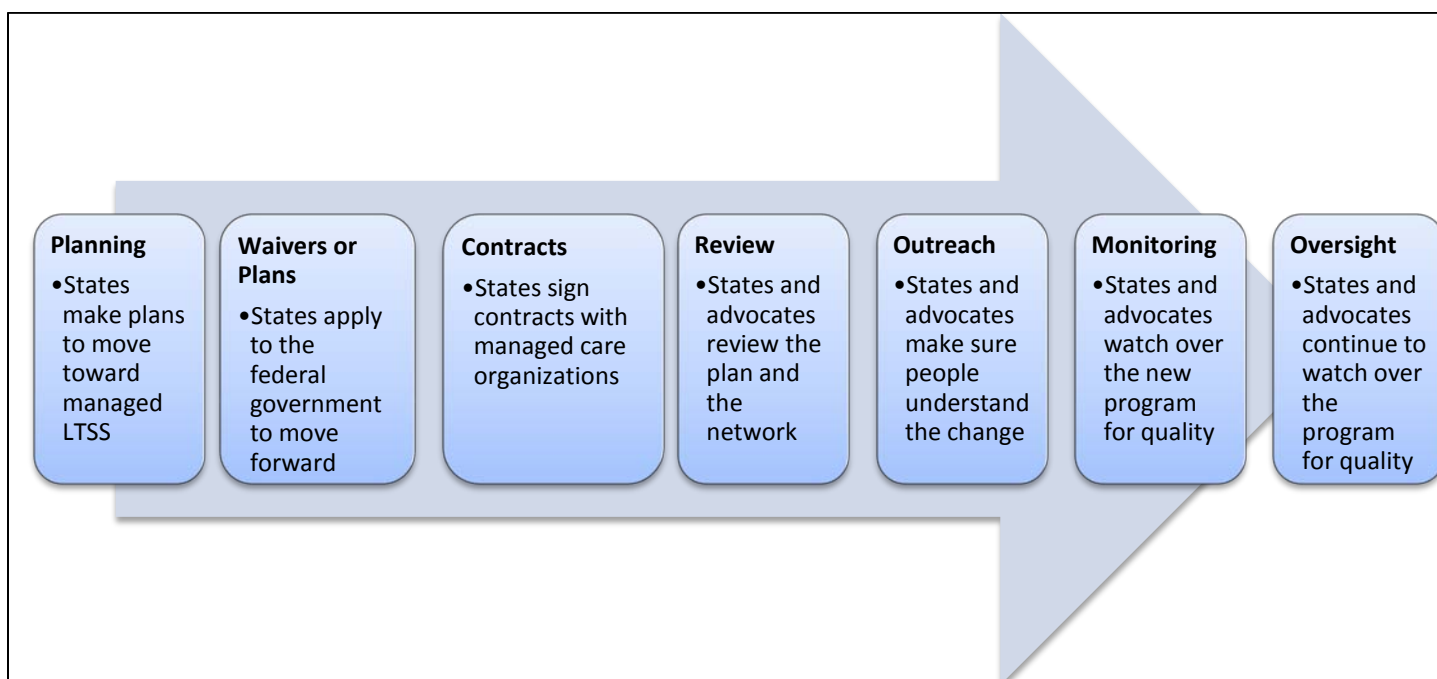 Planning
•States
make plans
to move
toward
managed
LTSS
Waivers or
Plans
•States apply
to the
federal
government
to move
forward
Contracts
•States sign
contracts with
managed care
organizations
Review
•States and
advocates
review the
plan and
the
network
Outreach
•States and
advocates
make sure
people
understand
the change
Monitoring
•States and
advocates
watch over
the new
program
for quality
Oversight
•States and
advocates
continue to
watch over
the
program
for quality